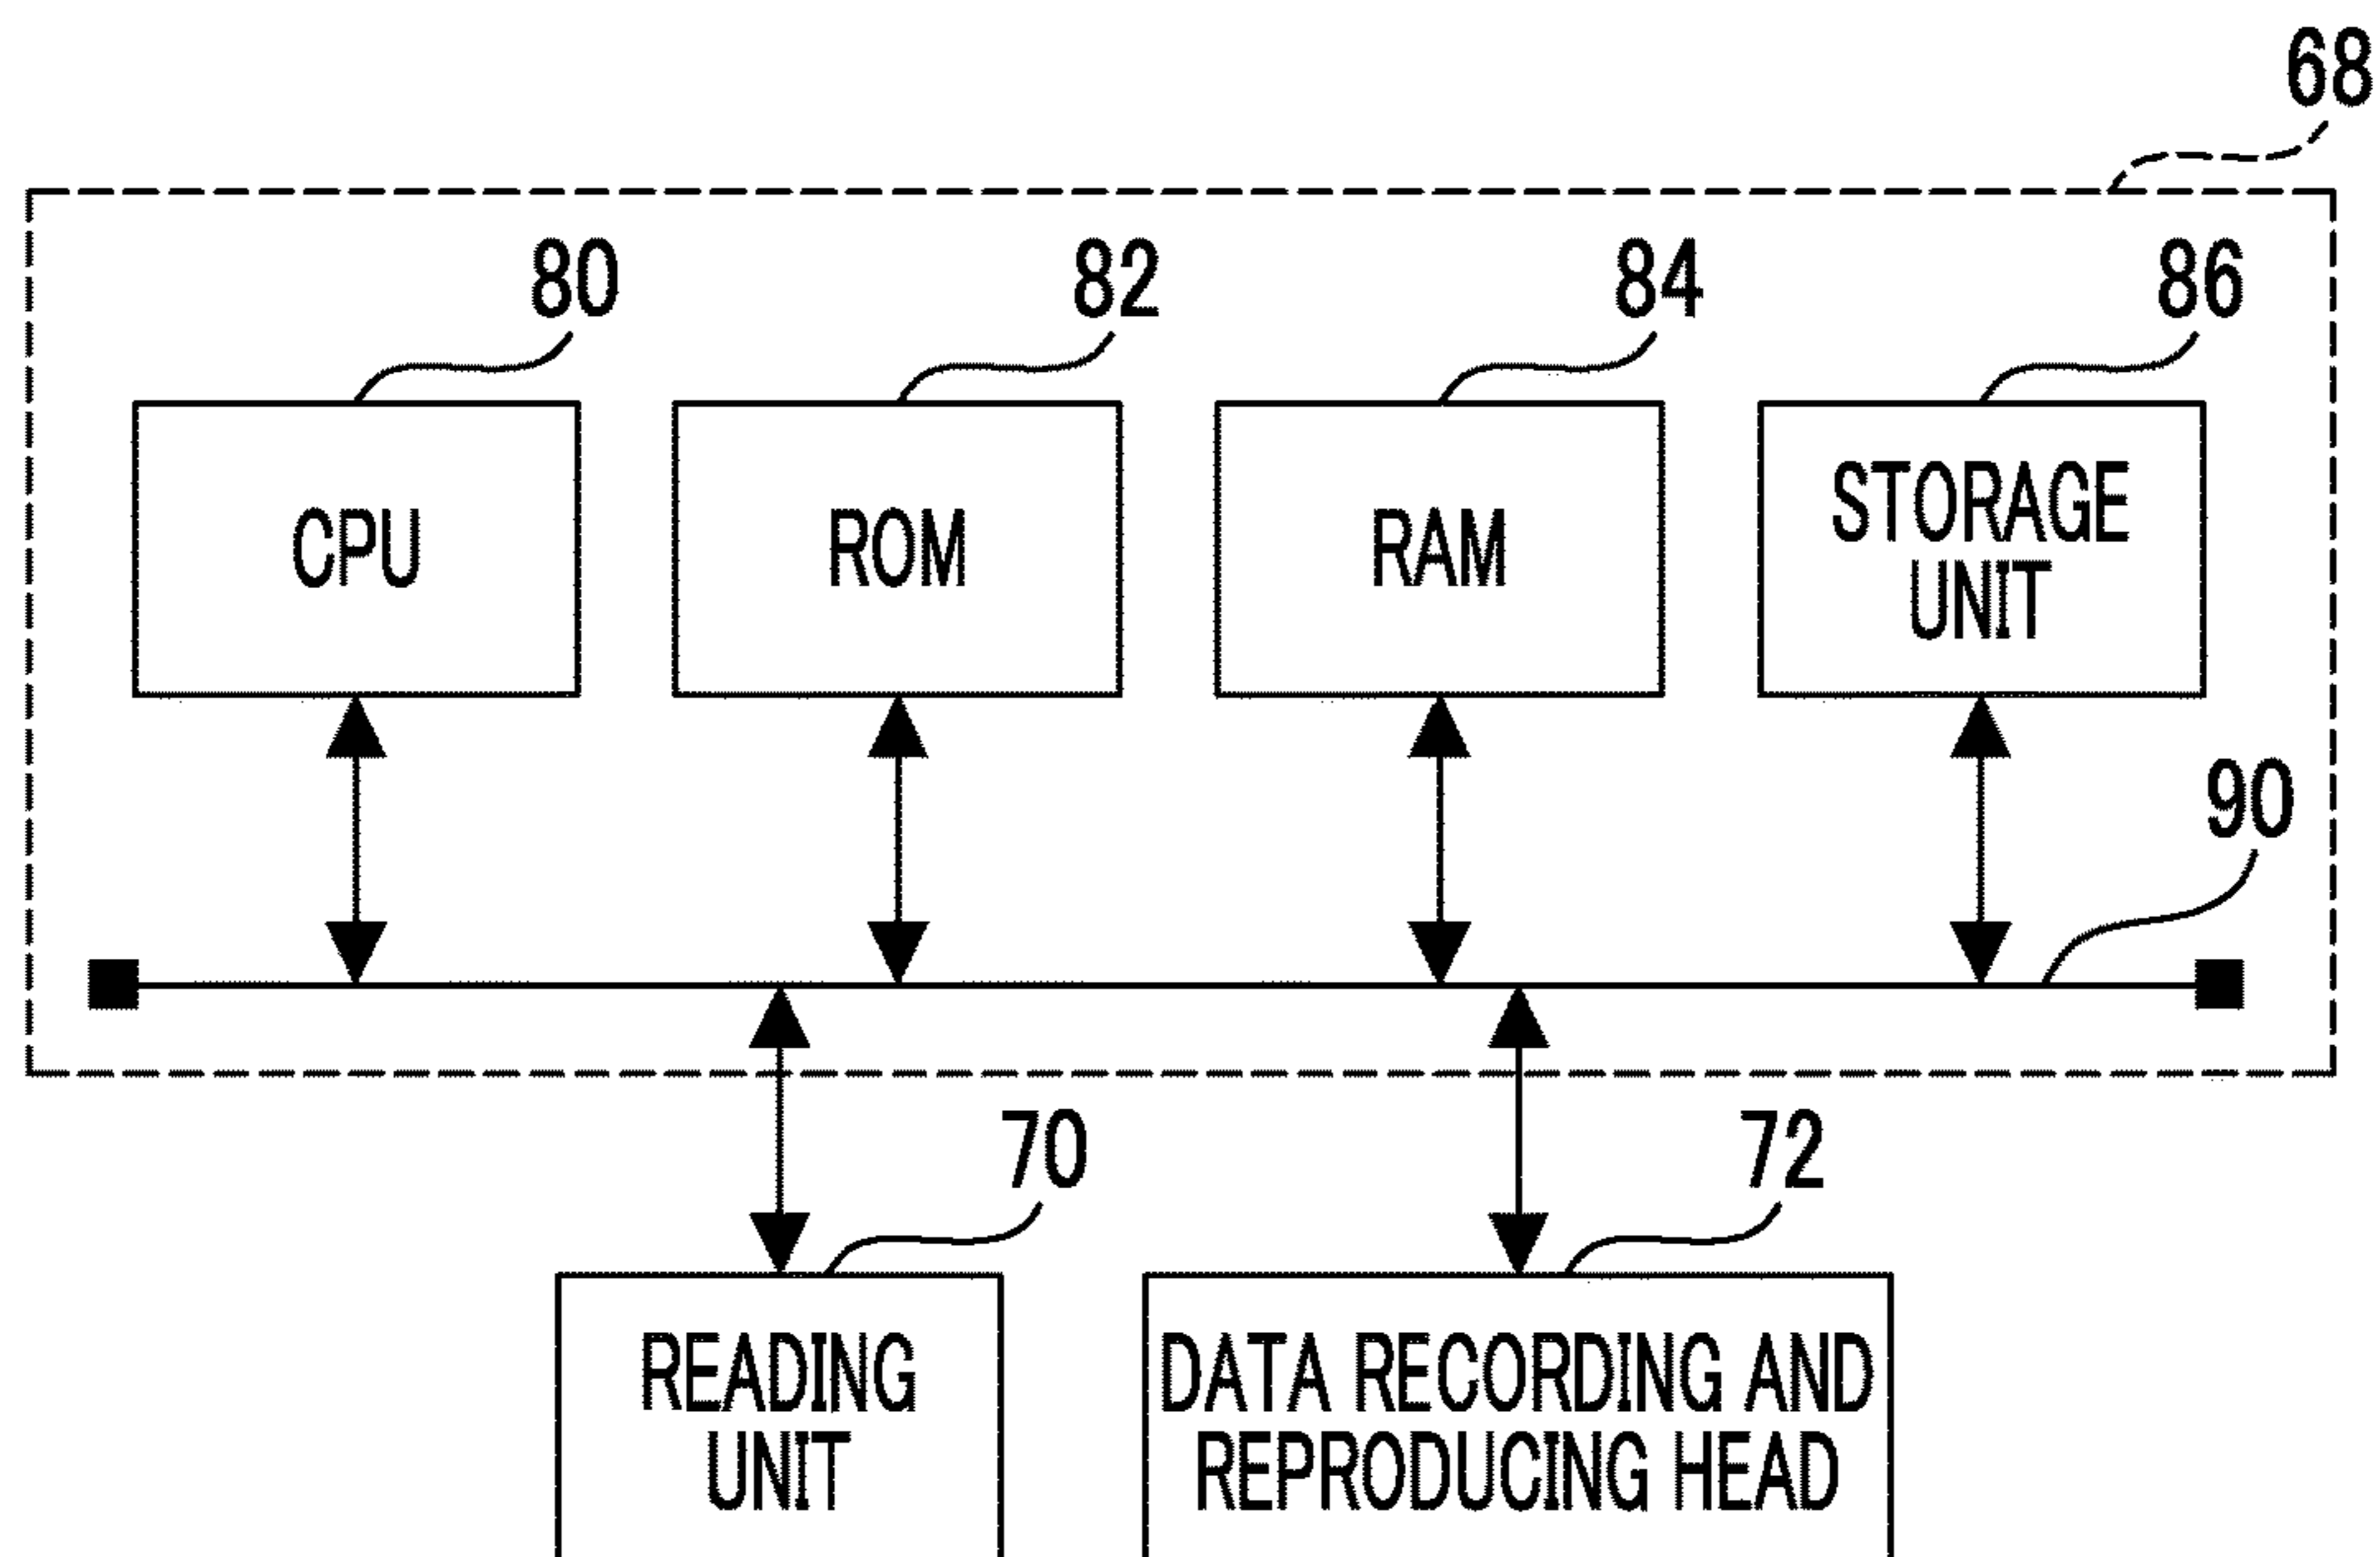 68
80
82
84
86
CPU
ROM
RAM
STORAGE
UNIT
90
70
72
READING
UNIT
DATA RECORDING AND
REPRODUCING HEAD